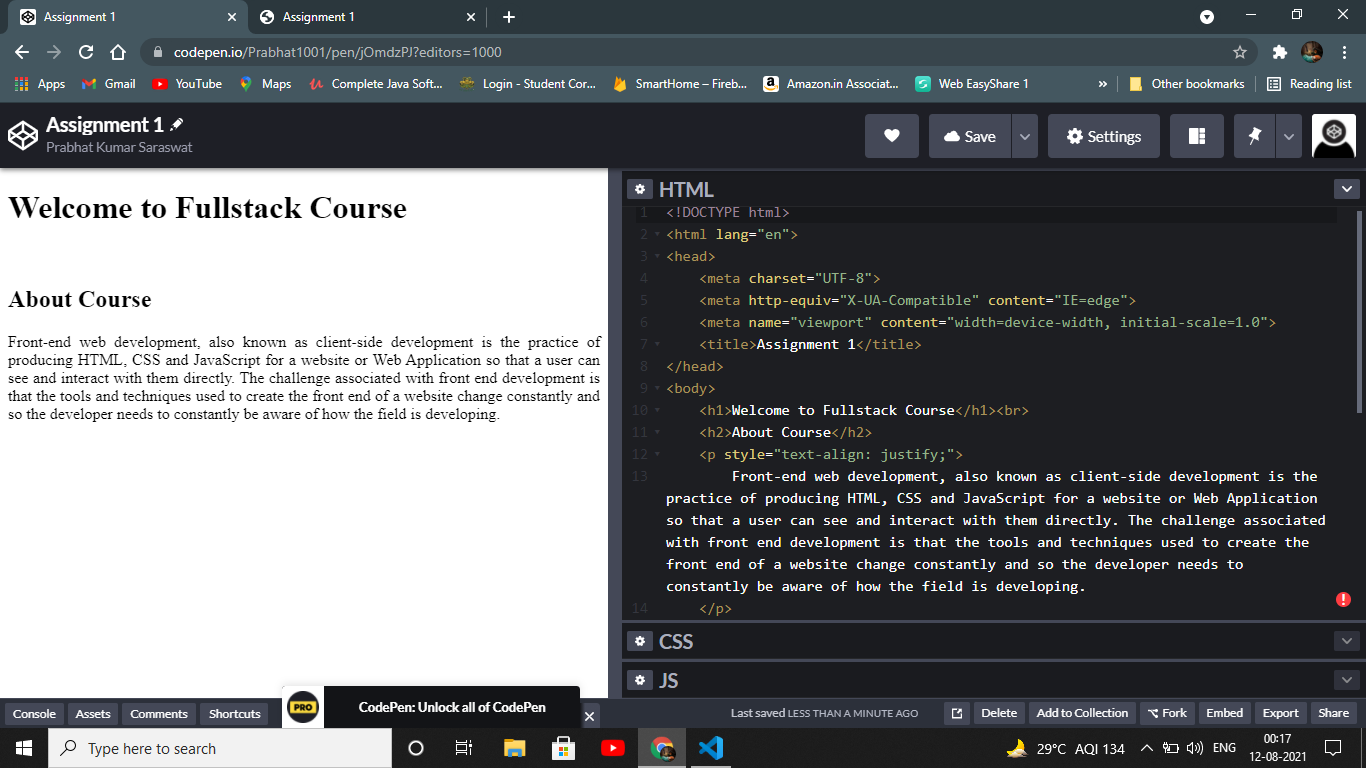 Assignment 1
Assignment 1
codepen.io/Prabhat1001/pen/jOmdzPJ?editors=1000
Apps Gmail YouTube Maps Complete Java Soft... Login - Student Cor... SmartHome – Fireb... Amazon.in Associat... Web EasyShare 1 » Other bookmarks Reading list
Assignment 1
Prabhat Kumar Saraswat
Save Settings
Welcome to Fullstack Course
About Course
Front-end web development, also known as client-side development is the practice of
producing HTML, CSS and JavaScript for a website or Web Application so that a user can
see and interact with them directly. The challenge associated with front end development is
that the tools and techniques used to create the front end of a website change constantly and
so the developer needs to constantly be aware of how the field is developing.
HTML
1 <!DOCTYPE html>
2 <html lang="en">
3 <head>
4 <meta charset="UTF-8">
5 <meta http-equiv="X-UA-Compatible" content="IE=edge">
6 <meta name="viewport" content="width=device-width, initial-scale=1.0">
7 <title>Assignment 1</title>
8 </head>
9 <body>
10 <h1>Welcome to Fullstack Course</h1><br>
11 <h2>About Course</h2>
12 <p style="text-align: justify;">
13 Front-end web development, also known as client-side development is the
practice of producing HTML, CSS and JavaScript for a website or Web Application
so that a user can see and interact with them directly. The challenge associated
with front end development is that the tools and techniques used to create the
front end of a website change constantly and so the developer needs to
constantly be aware of how the field is developing.
14 </p>
CSS
JS
Console Assets Comments Shortcuts
PRO CodePen: Unlock all of CodePen
Last saved LESS THAN A MINUTE AGO Delete Add to Collection Fork Embed Export Share
Type here to search
29°C AQI 134 ENG
00:17
12-08-2021